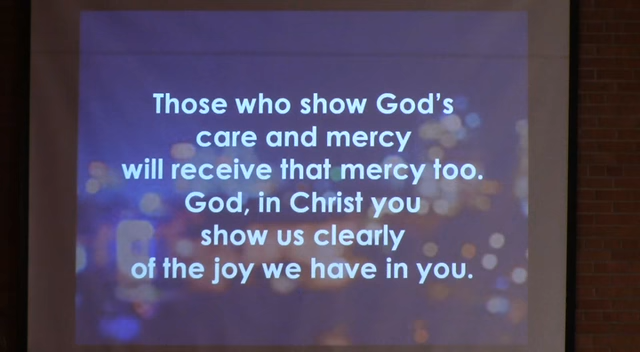 Those who show God's
care and mercy
will receive that mercy too.
God, in Christ you
show us clearly
of the joy we have in you.